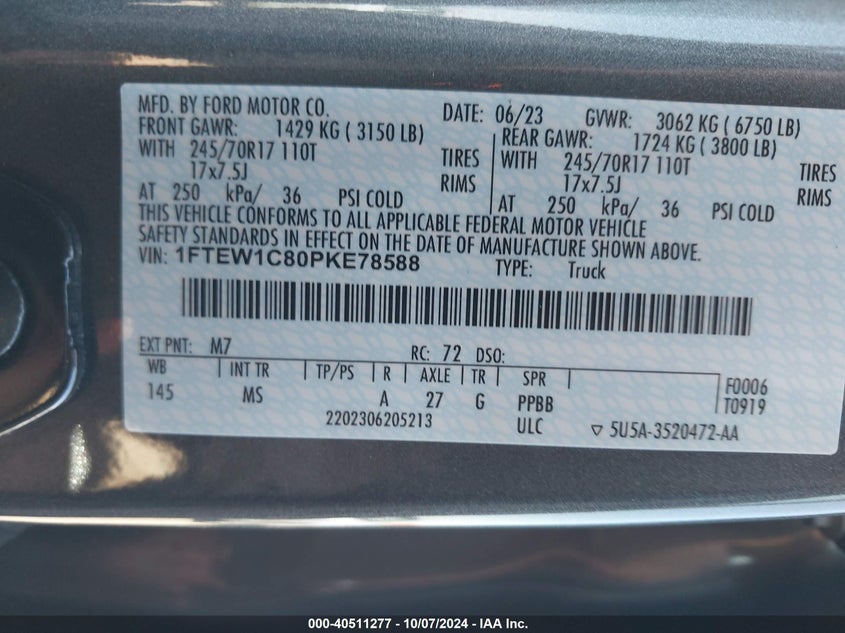 MFD. BY FORD MOTOR CO. DATE: 06/23 GVWR: 3062 KG ( 6750 LB)
FRONT GAWR: 1429 KG ( 3150 LB) REAR GAWR: 1724 KG ( 3800 LB)
WITH 245/70R17 110T TIRES WITH 245/70R17 110T TIRES
17x7.5J RIMS 17x7.5J RIMS
AT 250 kPa/ 36 PSI COLD AT 250 kPa/ 36 PSI COLD
THIS VEHICLE CONFORMS TO ALL APPLICABLE FEDERAL MOTOR VEHICLE
SAFETY STANDARDS IN EFFECT ON THE DATE OF MANUFACTURE SHOWN ABOVE.
VIN: 1FTEW1C80PKE78588 TYPE: Truck
EXT PNT: M7 RC: 72 DSO:
WB INT TR TP/PS R AXLE TR SPR F0006
145 MS A 27 G PPBB T0919
2202306205213 ULC ▽ 5U5A-3520472-AA
000-40511277 - 10/07/2024 - IAA Inc.